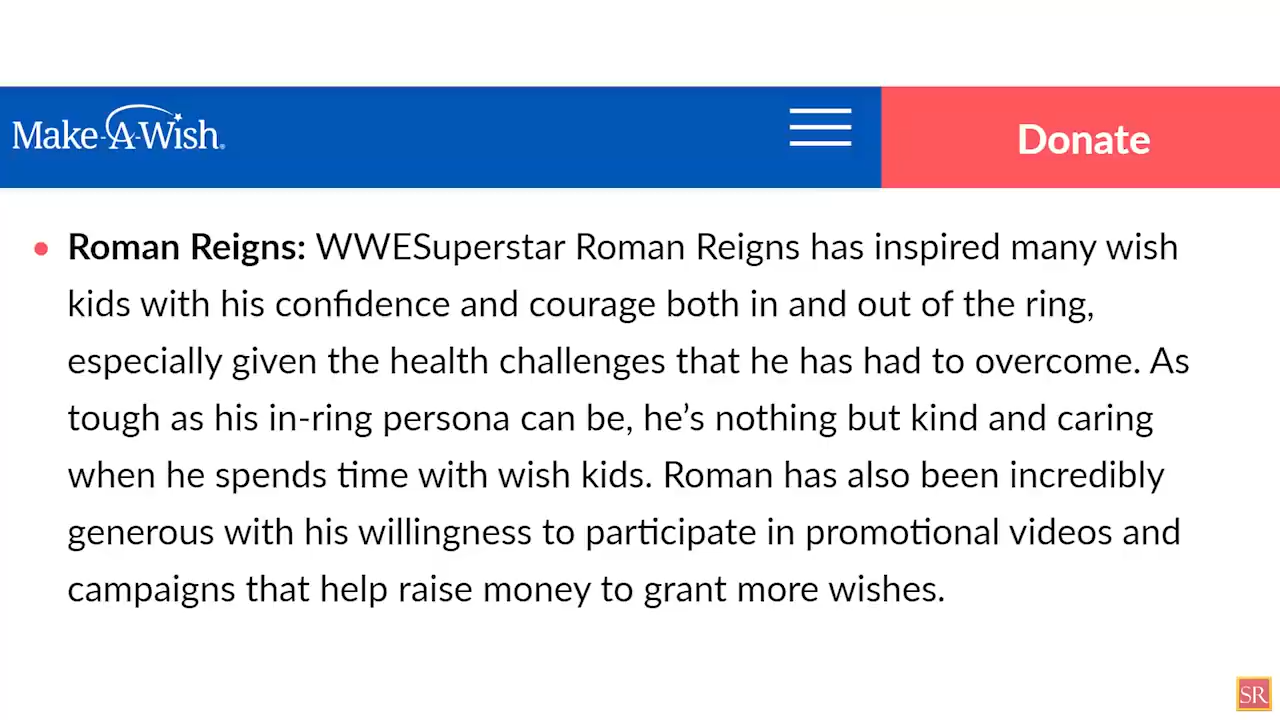 Make-A-Wish®
Donate
• Roman Reigns: WWESuperstar Roman Reigns has inspired many wish
kids with his confidence and courage both in and out of the ring,
especially given the health challenges that he has had to overcome. As
tough as his in-ring persona can be, he’s nothing but kind and caring
when he spends time with wish kids. Roman has also been incredibly
generous with his willingness to participate in promotional videos and
campaigns that help raise money to grant more wishes.
SR